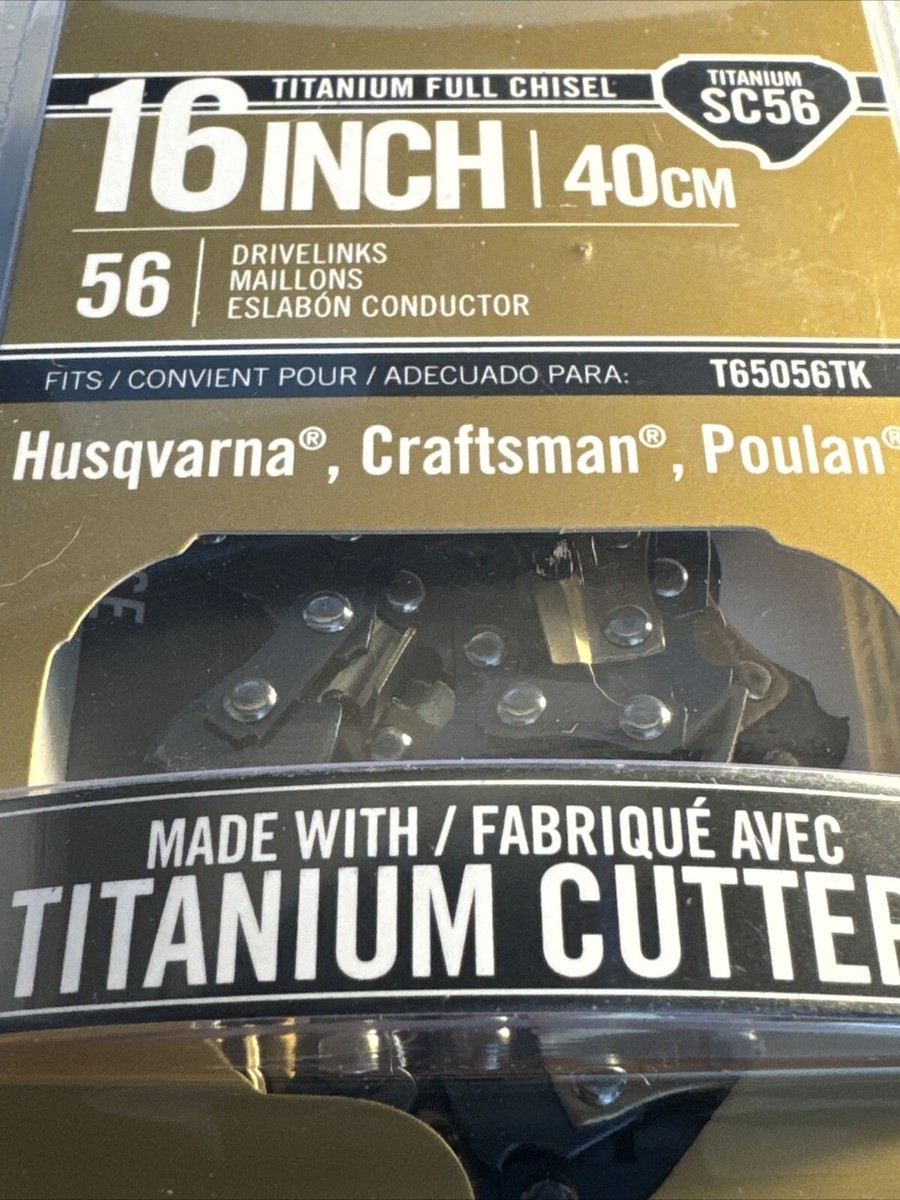 TITANIUM FULL CHISEL
TITANIUM
SC56
16 INCH | 40CM
56
DRIVELINKS
MAILLONS
ESLABÓN CONDUCTOR
FITS / CONVIENT POUR / ADECUADO PARA: T65056TK
Husqvarna®, Craftsman®, Poulan®
CE
MADE WITH / FABRIQUÉ AVEC
TITANIUM CUTTER